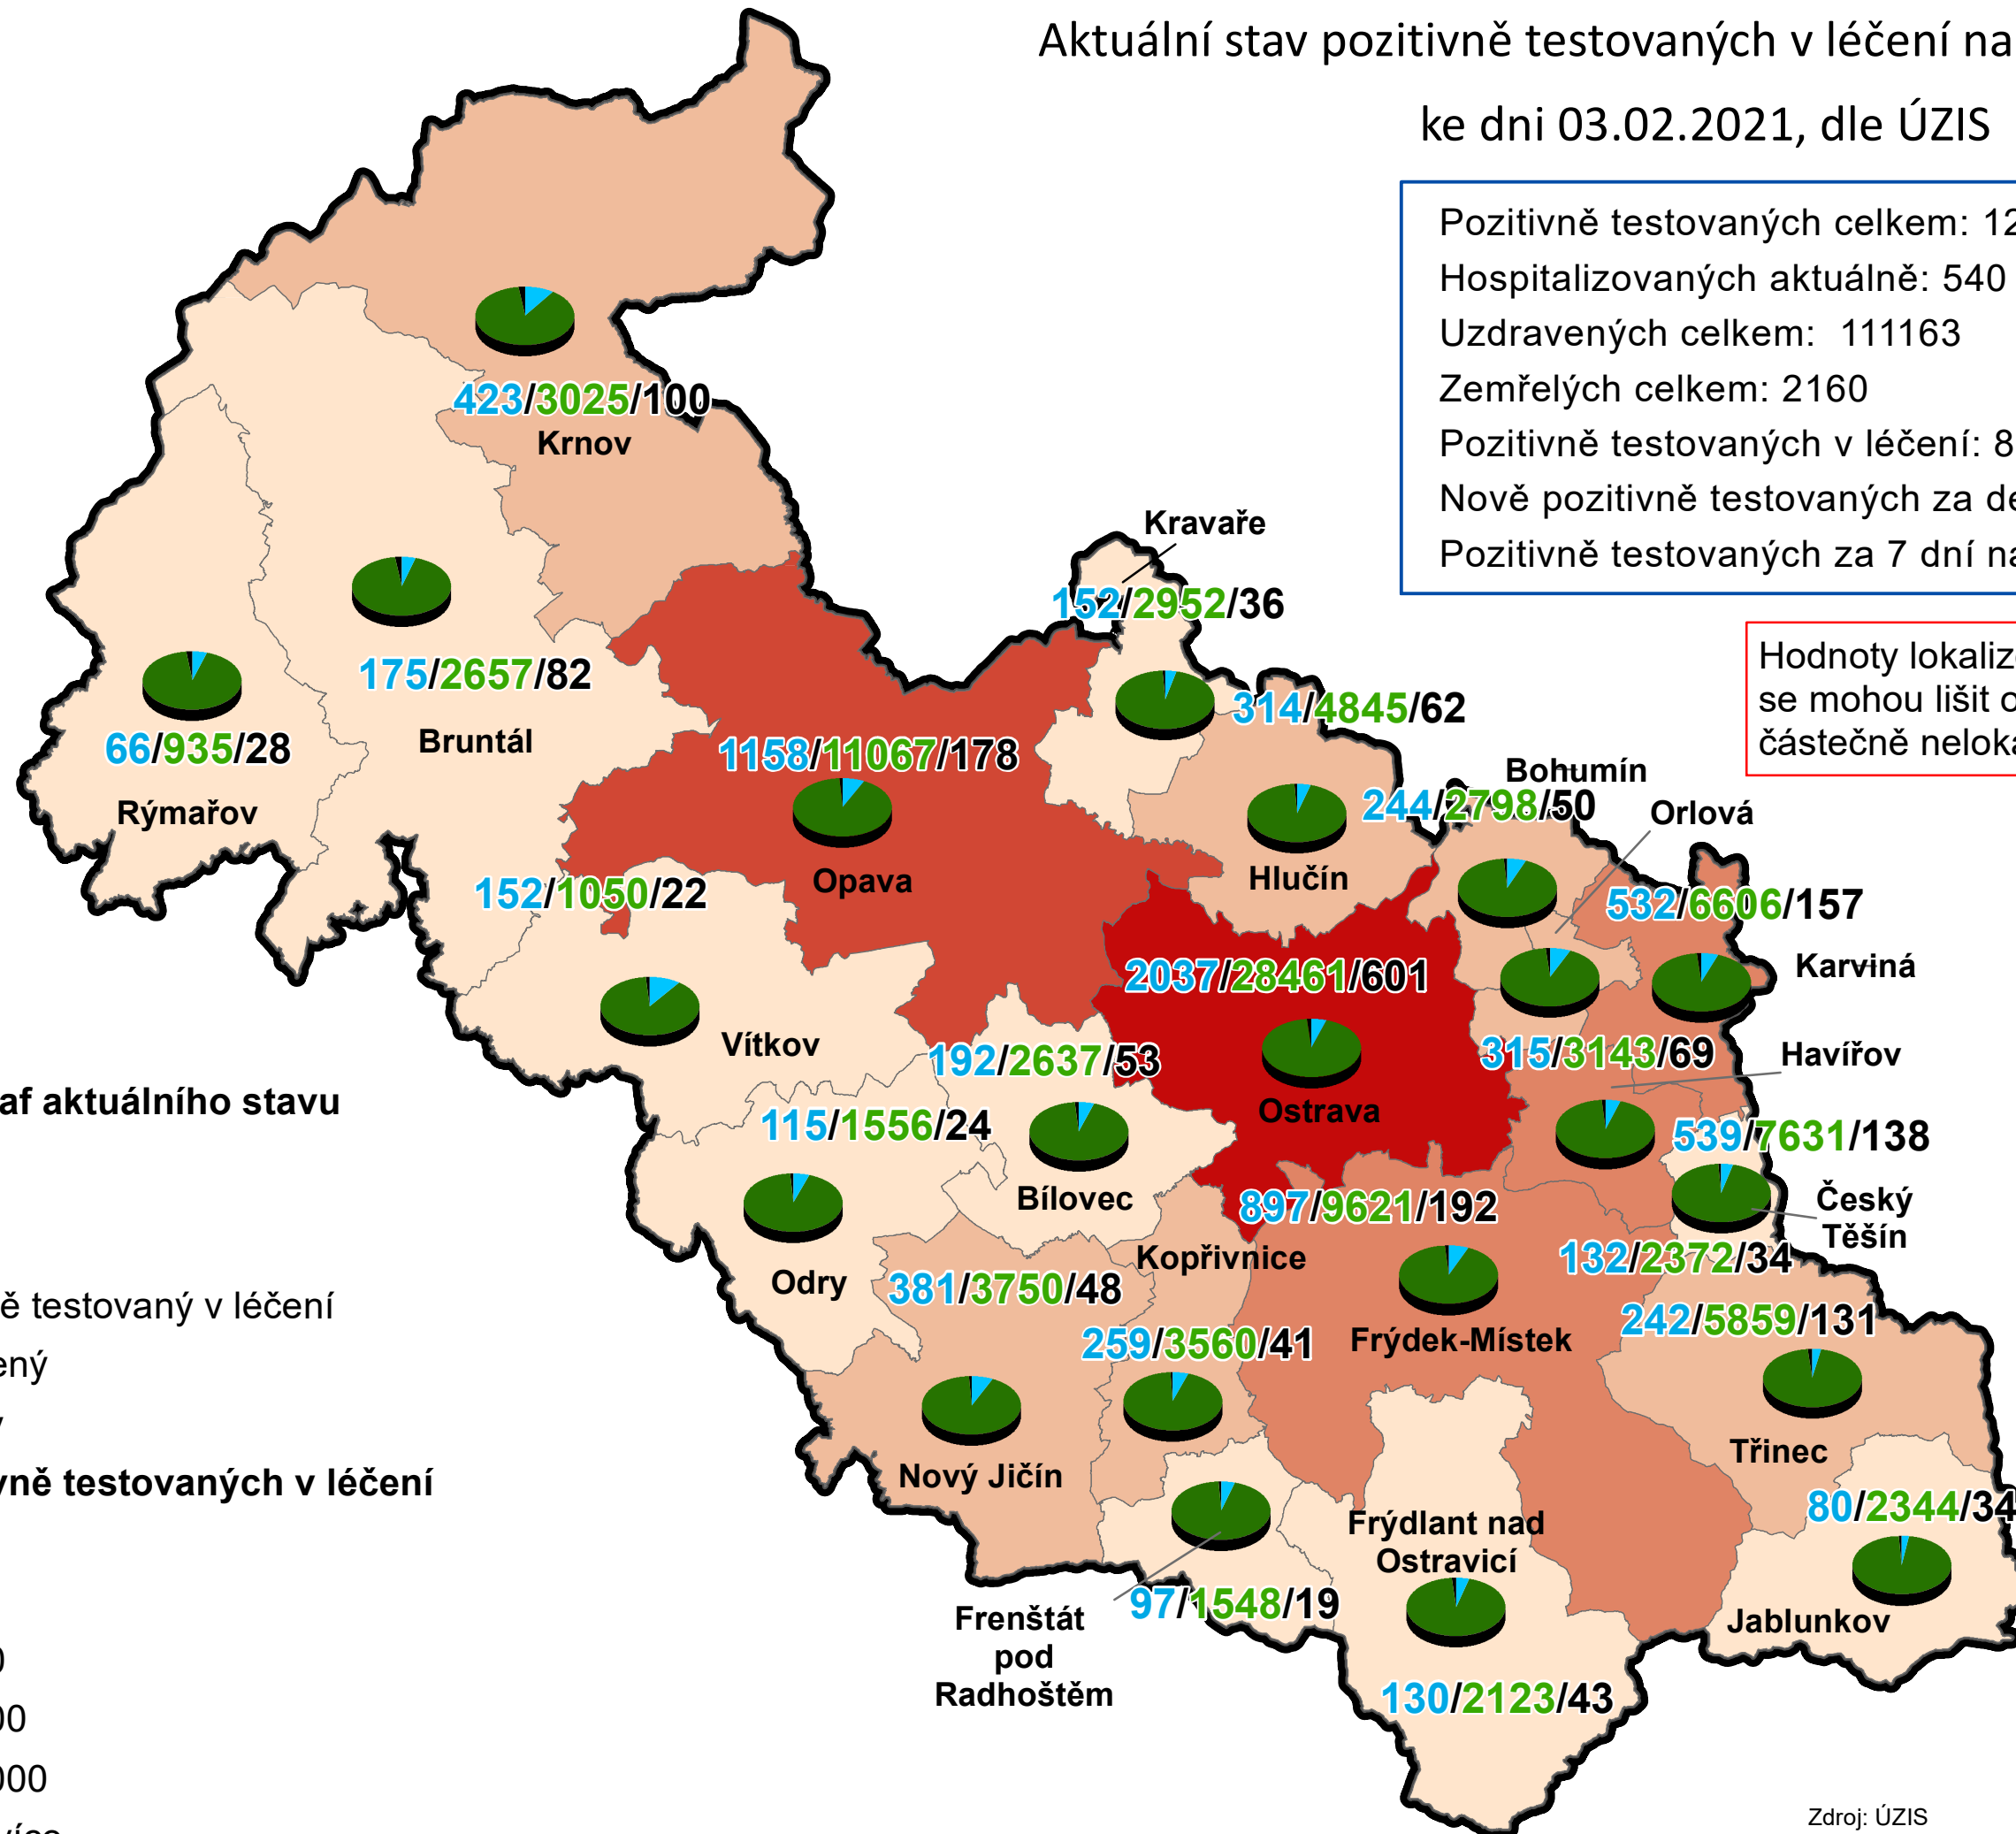 Aktuální stav pozitivně testovaných v léčení na
ke dni 03.02.2021, dle ÚZIS
Pozitivně testovaných celkem: 12
Hospitalizovaných aktuálně: 540
Uzdravených celkem: 111163
Zemřelých celkem: 2160
Pozitivně testovaných v léčení: 8
Nově pozitivně testovaných za de
Pozitivně testovaných za 7 dní na
Hodnoty lokaliz
se mohou lišit o
částečně neloka
423/3025/100
Krnov
Kravaře
152/2952/36
175/2657/82
Bruntál
66/935/28
Rýmařov
314/4845/62
Hlučín
1158/11067/178
Opava
Bohumín
244/2798/50
Orlová
532/6606/157
Karviná
152/1050/22
Vítkov
2037/28461/601
Ostrava
192/2637/53
Bílovec
315/3143/69
Havířov
115/1556/24
Odry
539/7631/138
Český
Těšín
897/9621/192
Kopřivnice
132/2372/34
381/3750/48
Nový Jičín
259/3560/41
Frýdek-Místek
242/5859/131
Třinec
80/2344/34
Jablunkov
Frýdlant nad
Ostravicí
97/1548/19
Frenštát
pod
Radhoštěm
130/2123/43
af aktuálního stavu
ě testovaný v léčení
ený
vně testovaných v léčení
0
00
000
Zdroj: ÚZIS